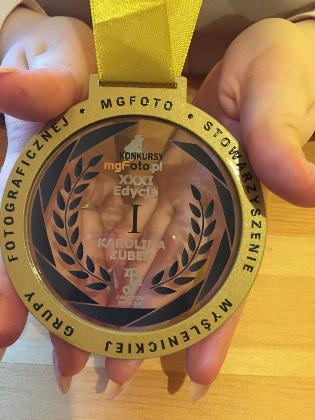 STOWARZYSZENIE MYŚLENICKIEJ GRUPY FOTOGRAFICZNEJ • MGFOTO •
KONKURSY
mgFoto.pl
XXXI
Edycja
I
KAROLINA
ZUBEK